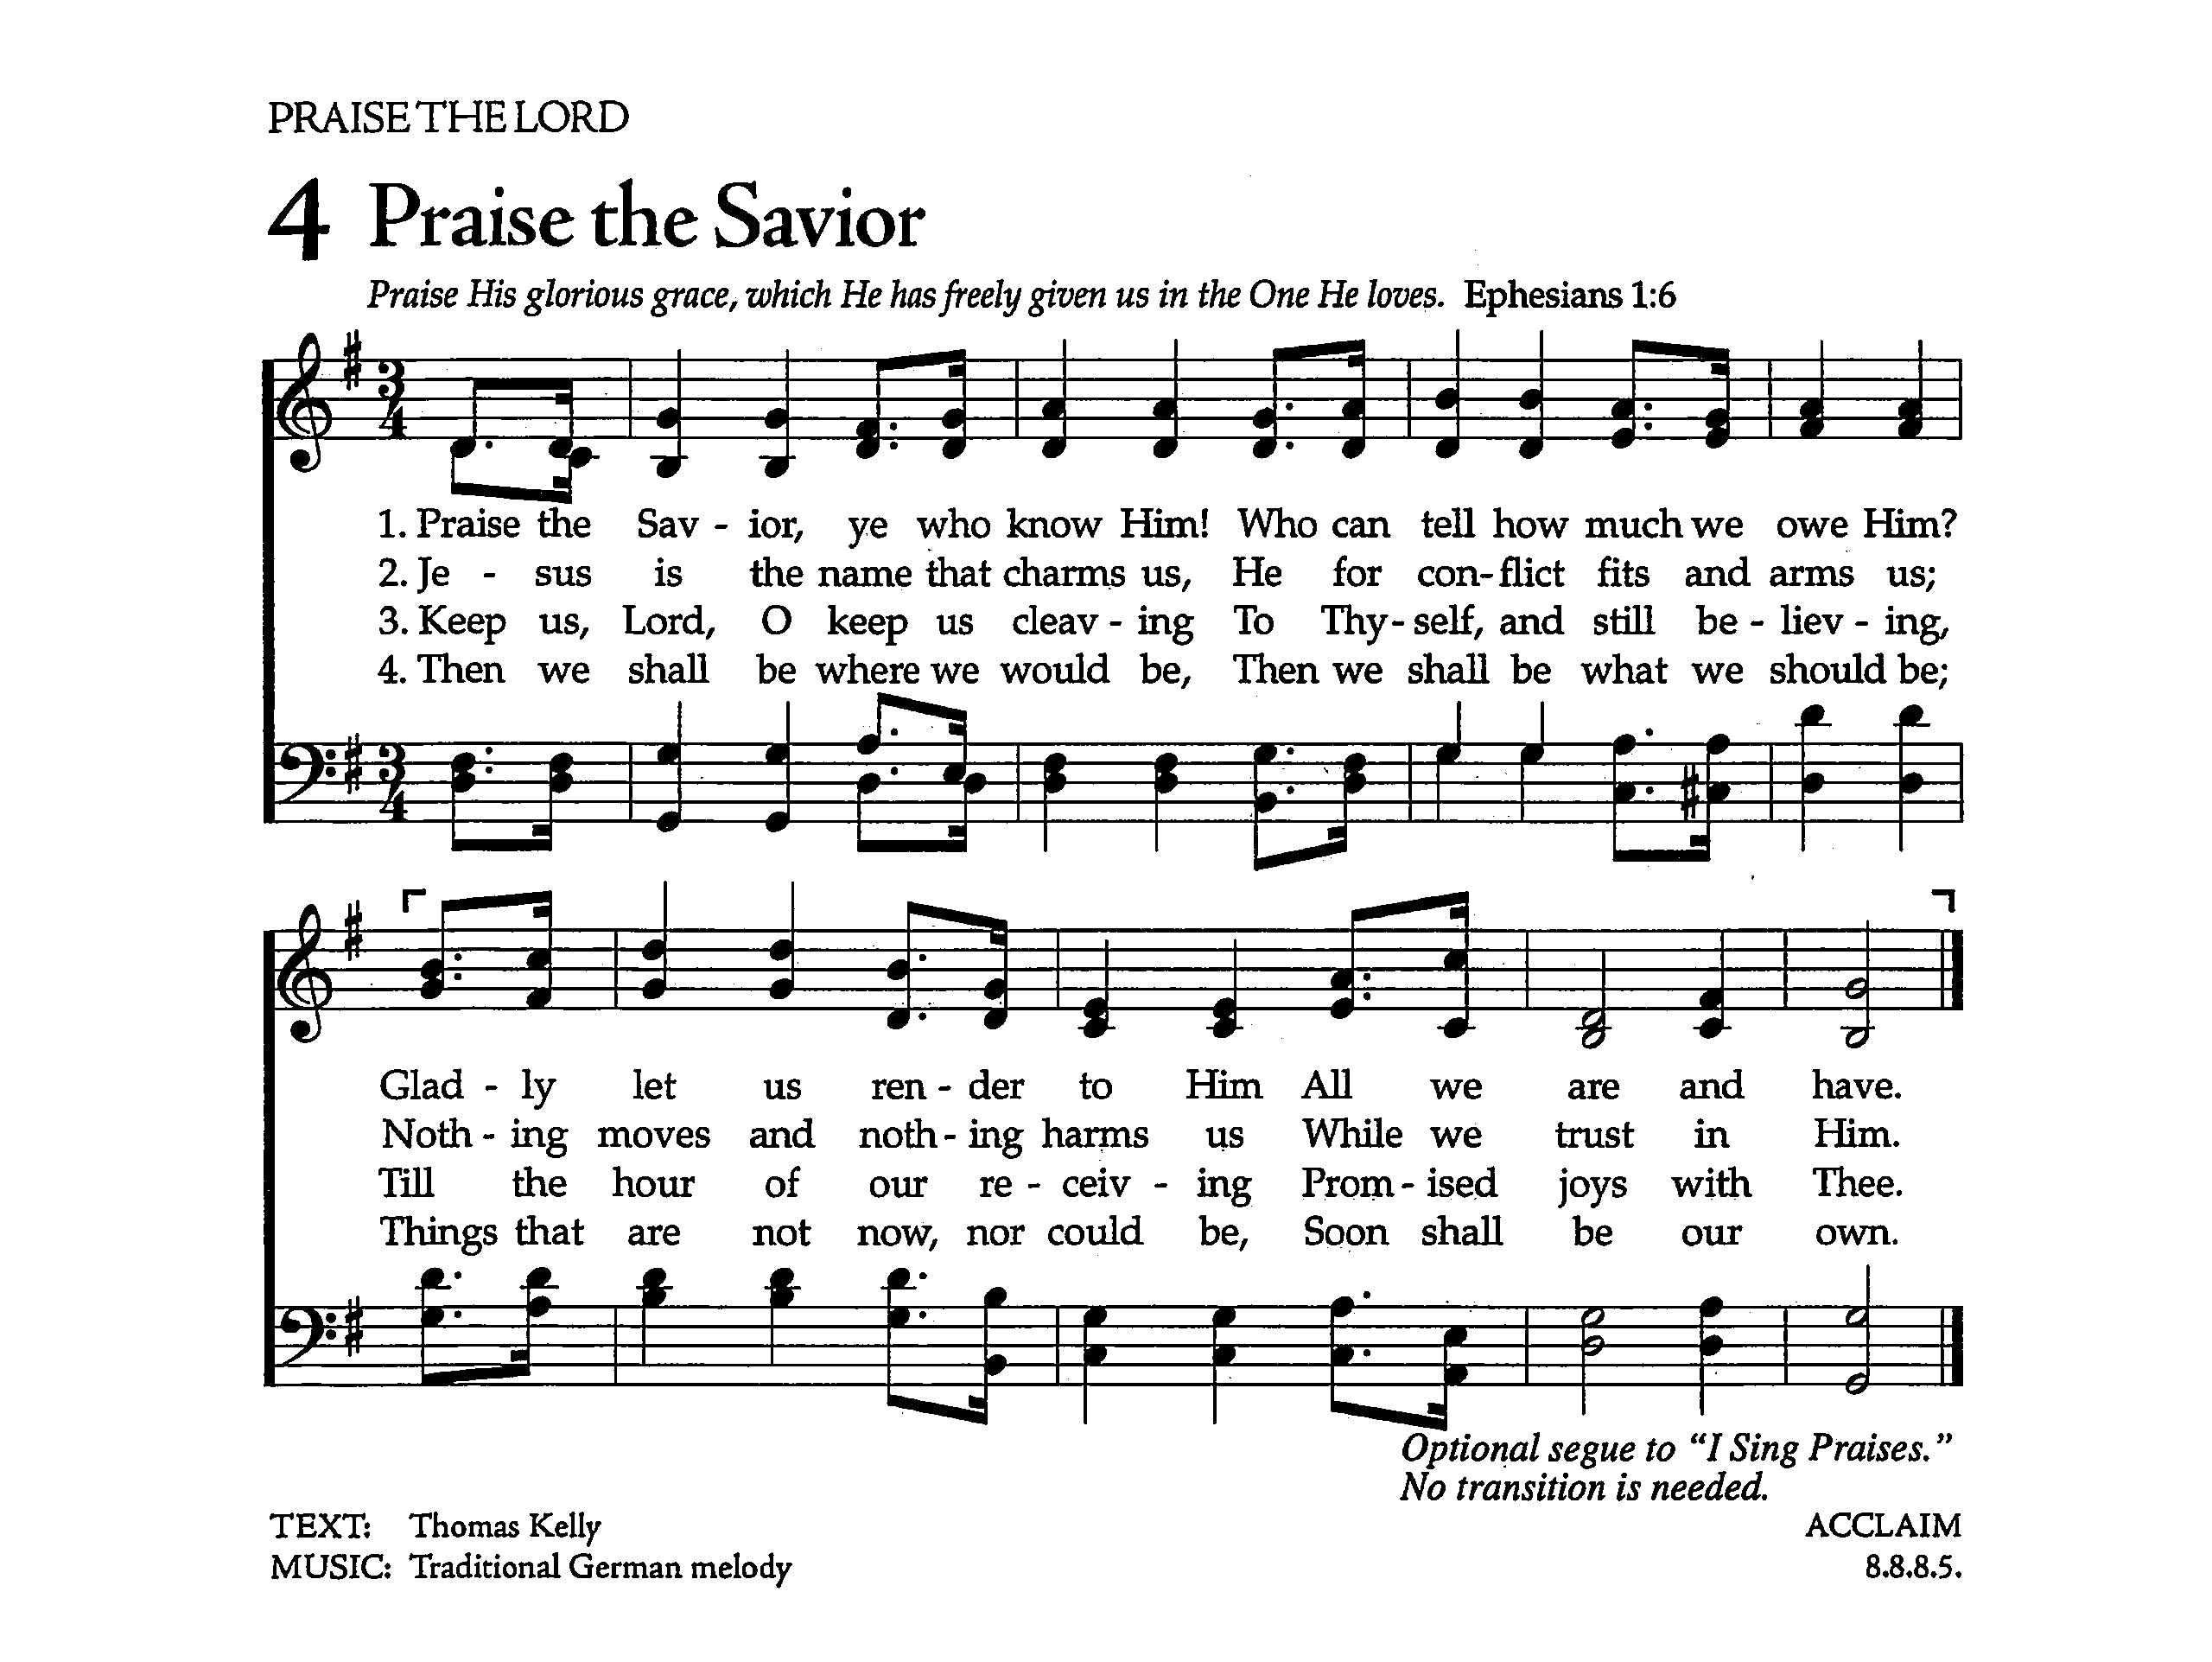 PRAISE THE LORD
4 Praise the Savior
Praise His glorious grace, which He has freely given us in the One He loves. Ephesians 1:6
1. Praise the Sav - ior, ye who know Him! Who can tell how much we owe Him?
2. Je - sus is the name that charms us, He for con - flict fits and arms us;
3. Keep us, Lord, O keep us cleav - ing To Thy - self, and still be - liev - ing,
4. Then we shall be where we would be, Then we shall be what we should be;
Glad - ly let us ren - der to Him All we are and have.
Noth - ing moves and noth - ing harms us While we trust in Him.
Till the hour of our re - ceiv - ing Prom - ised joys with Thee.
Things that are not now, nor could be, Soon shall be our own.
Optional segue to “I Sing Praises.”
No transition is needed.
TEXT: Thomas Kelly
MUSIC: Traditional German melody
ACCLAIM
8.8.8.5.